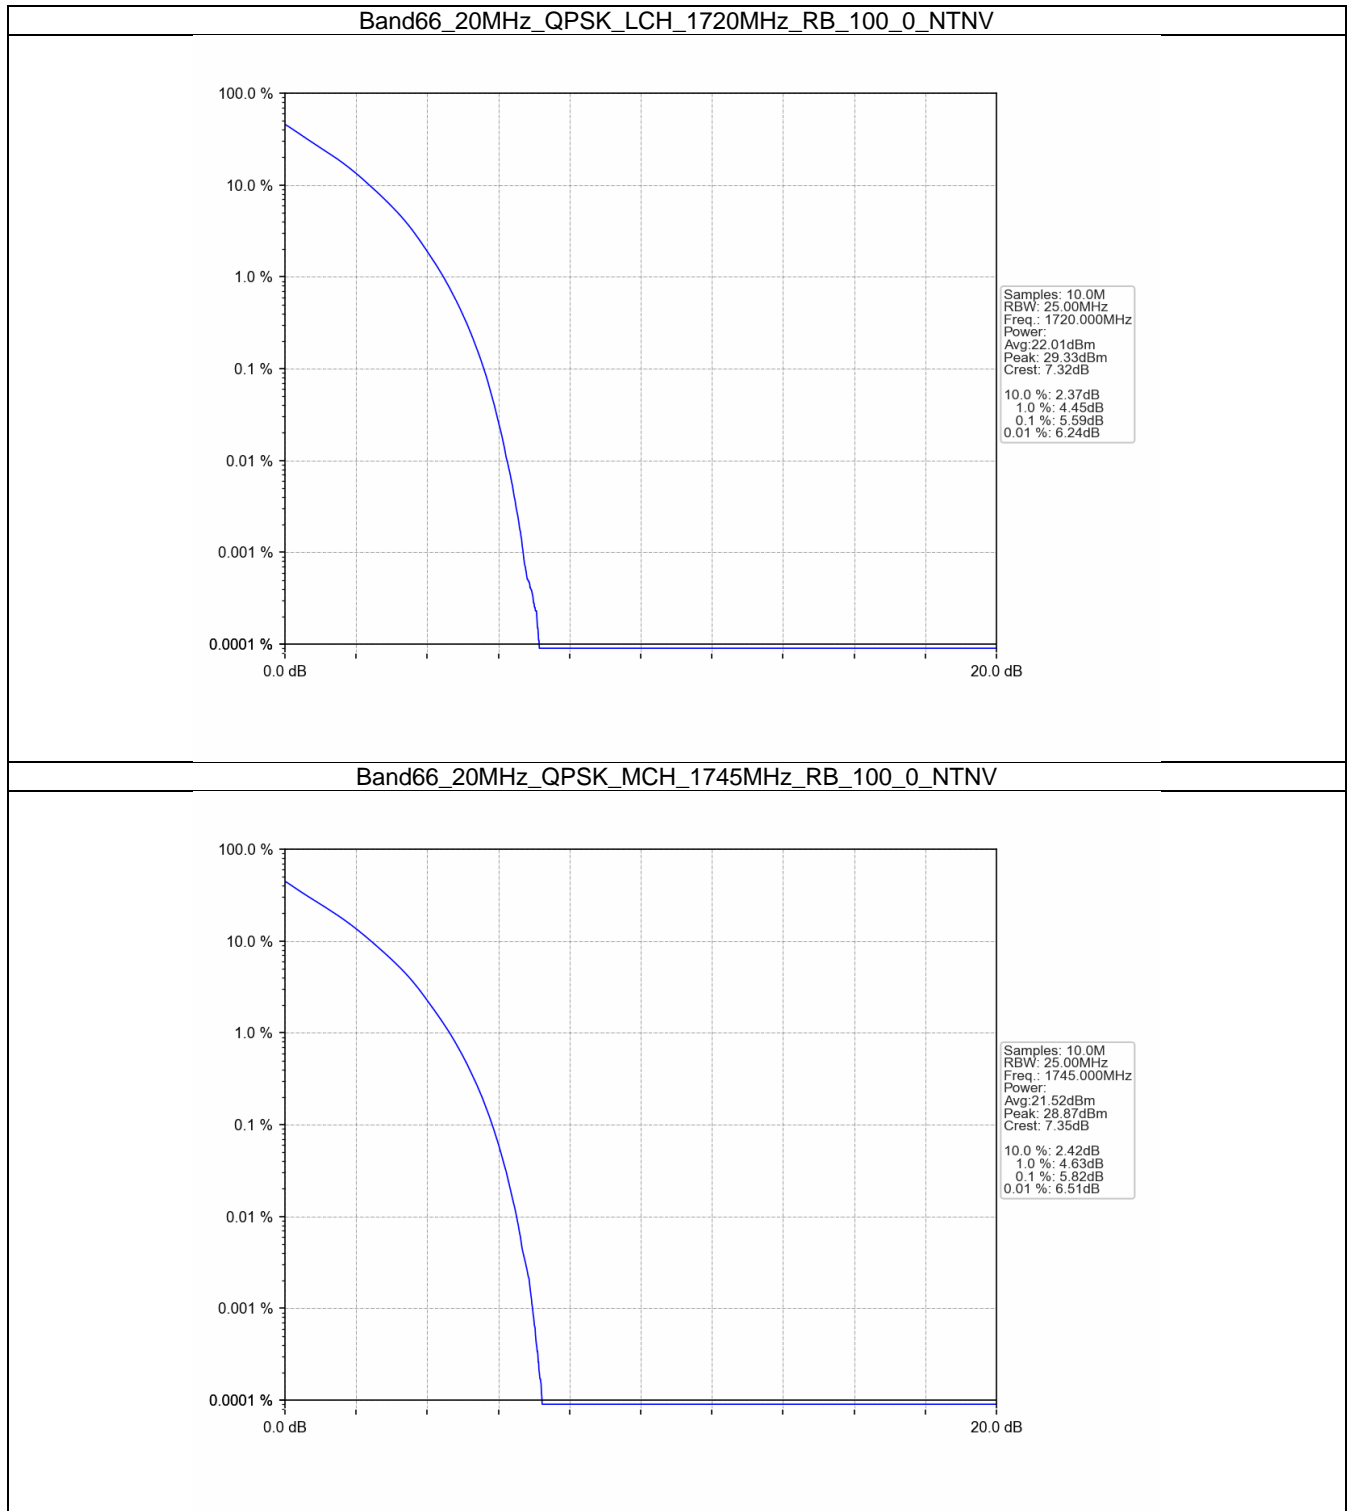 Band66_20MHz_QPSK_LCH_1720MHz_RB_100_0_NTNV
100.0 %
10.0 %
1.0 %
0.1 %
0.01 %
0.001 %
0.0001 %
0.0 dB
20.0 dB
Samples: 10.0M
RBW: 25.00MHz
Freq.: 1720.000MHz
Power:
Avg:22.01dBm
Peak: 29.33dBm
Crest: 7.32dB
10.0 %: 2.37dB
1.0 %: 4.45dB
0.1 %: 5.59dB
0.01 %: 6.24dB
Band66_20MHz_QPSK_MCH_1745MHz_RB_100_0_NTNV
100.0 %
10.0 %
1.0 %
0.1 %
0.01 %
0.001 %
0.0001 %
0.0 dB
20.0 dB
Samples: 10.0M
RBW: 25.00MHz
Freq.: 1745.000MHz
Power:
Avg:21.52dBm
Peak: 28.87dBm
Crest: 7.35dB
10.0 %: 2.42dB
1.0 %: 4.63dB
0.1 %: 5.82dB
0.01 %: 6.51dB